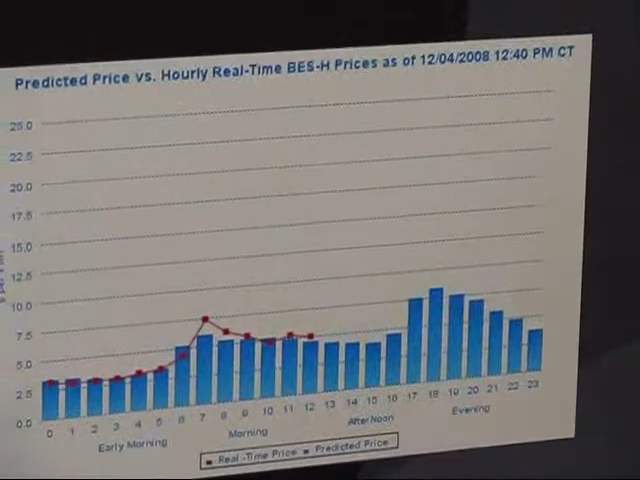 Predicted Price vs. Hourly Real-Time BES-H Prices as of 12/04/2008 12:40 PM CT
25.0
22.5
20.0
17.5
15.0
12.5
10.0
7.5
5.0
2.5
0.0
0 1 2 3 4 5 6 7 8 9 10 11 12 13 14 15 16 17 18 19 20 21 22 23
Early Morning Morning AfterNoon Evening
Real-Time Price Predicted Price